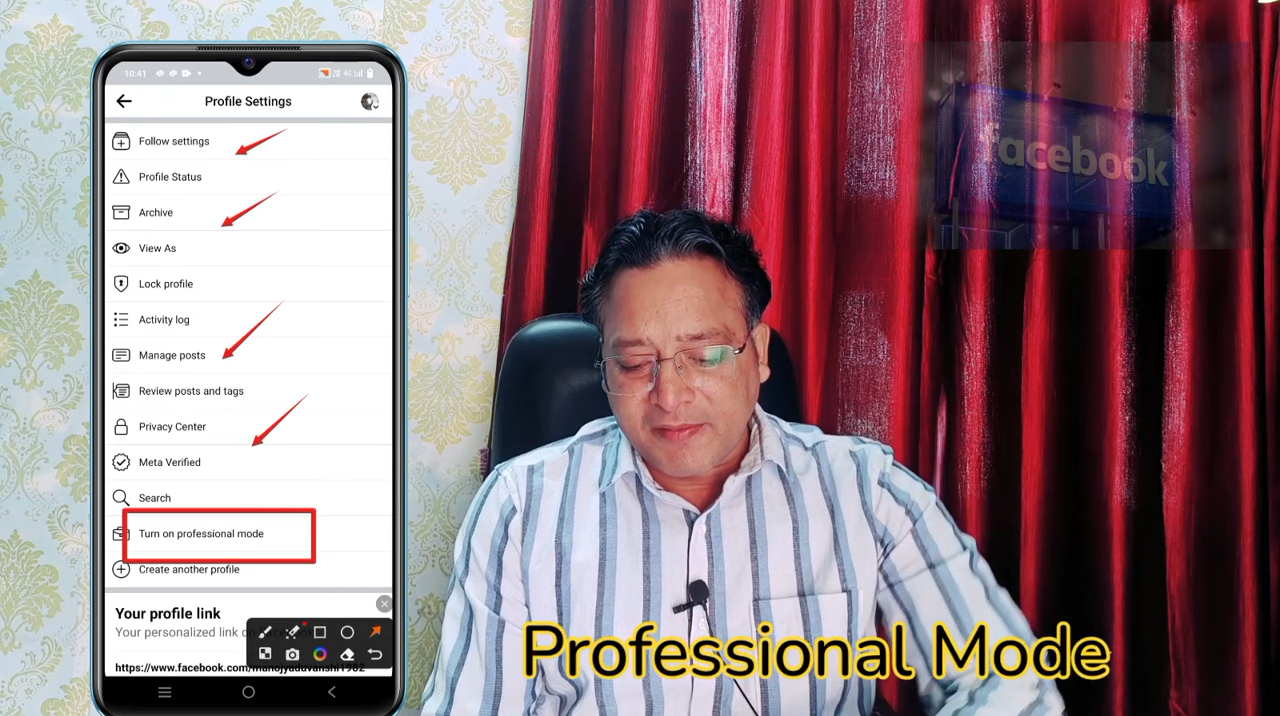 10:41
Profile Settings
Follow settings
Profile Status
Archive
View As
Lock profile
Activity log
Manage posts
Review posts and tags
Privacy Center
Meta Verified
Search
Turn on professional mode
Create another profile
Your profile link
Your personalized link on
https://www.facebook.com/manojyaduvanshi1982
facebook
Professional Mode